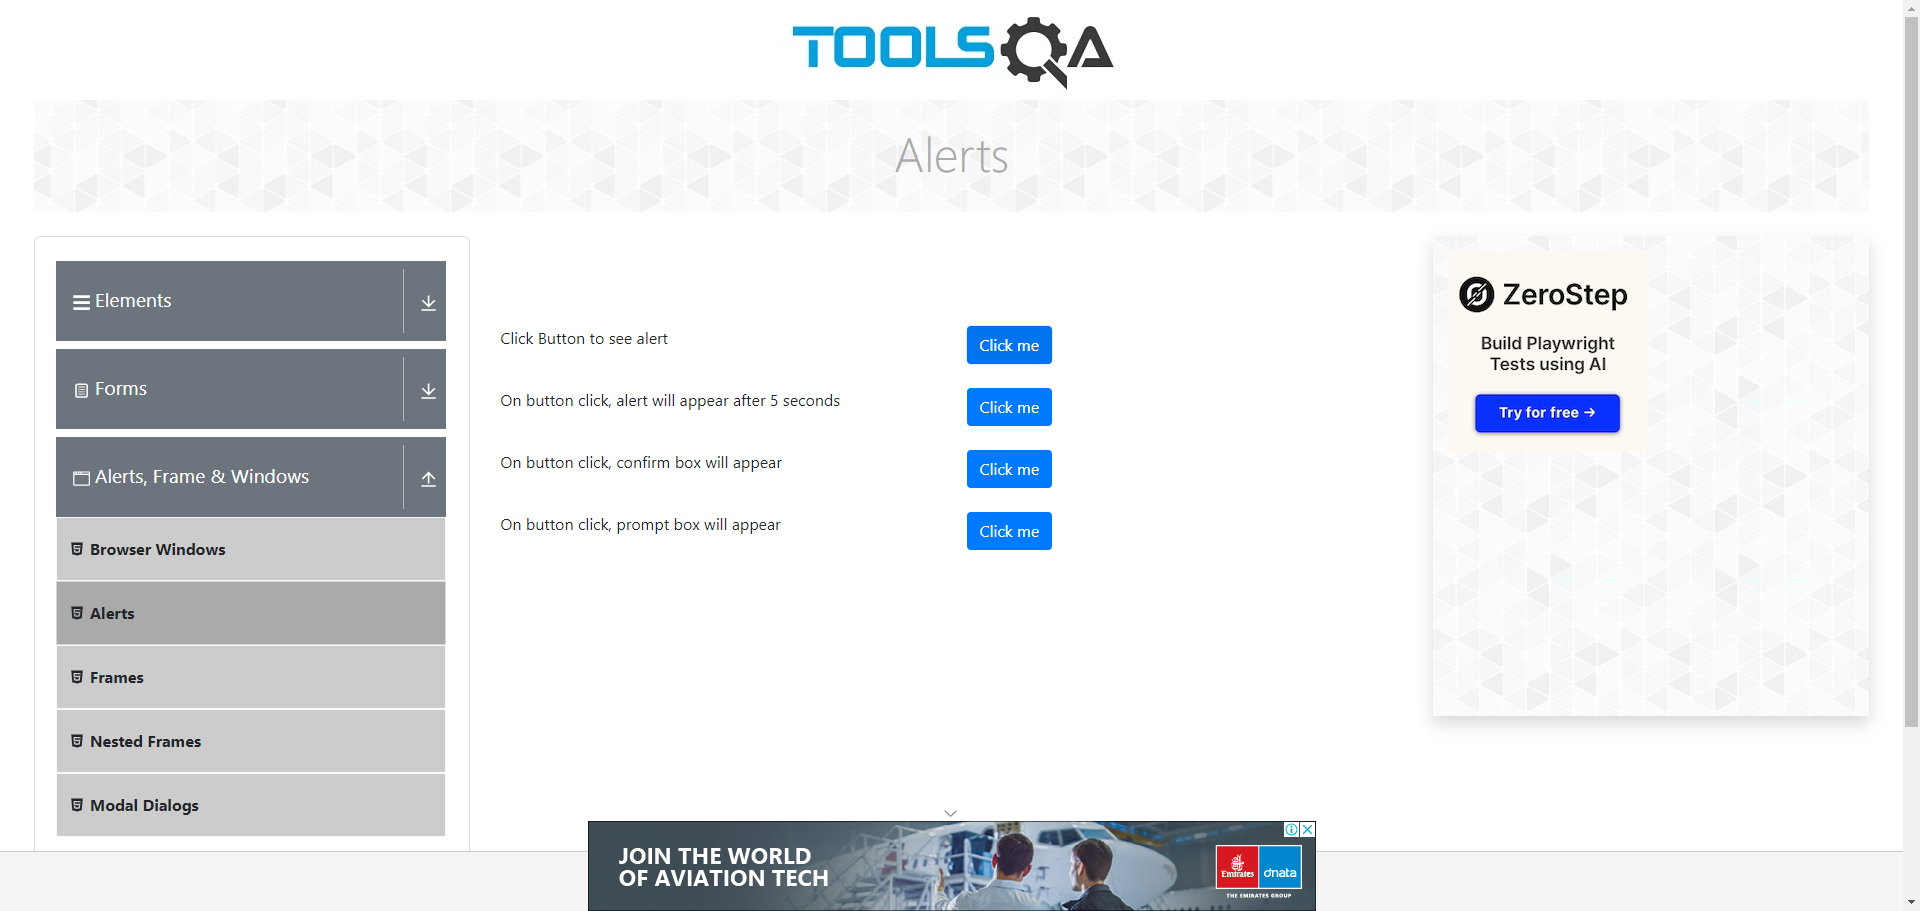 TOOLSQA
Alerts
Elements
Forms
Alerts, Frame & Windows
Browser Windows
Alerts
Frames
Nested Frames
Modal Dialogs
Click Button to see alert
Click me
On button click, alert will appear after 5 seconds
Click me
On button click, confirm box will appear
Click me
On button click, prompt box will appear
Click me
ZeroStep
Build Playwright
Tests using AI
Try for free →
JOIN THE WORLD
OF AVIATION TECH
Emirates
dnata
THE EMIRATES GROUP